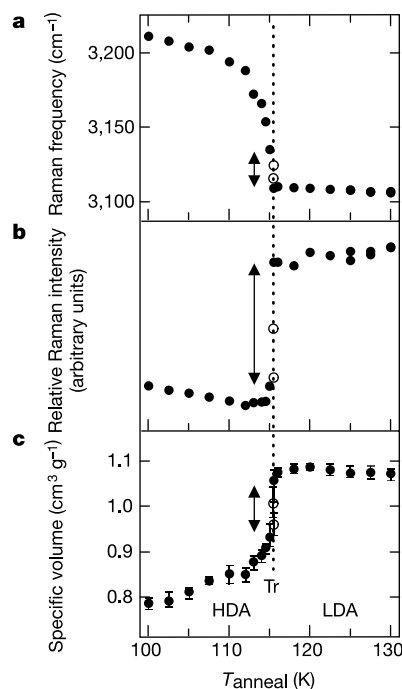 a
Raman frequency (cm⁻¹)
3,200
3,150
3,100
b
Relative Raman intensity
(arbitrary units)
c
Specific volume (cm³ g⁻¹)
1.1
1.0
0.9
0.8
Tr
HDA
LDA
100
110
120
130
Tanneal (K)